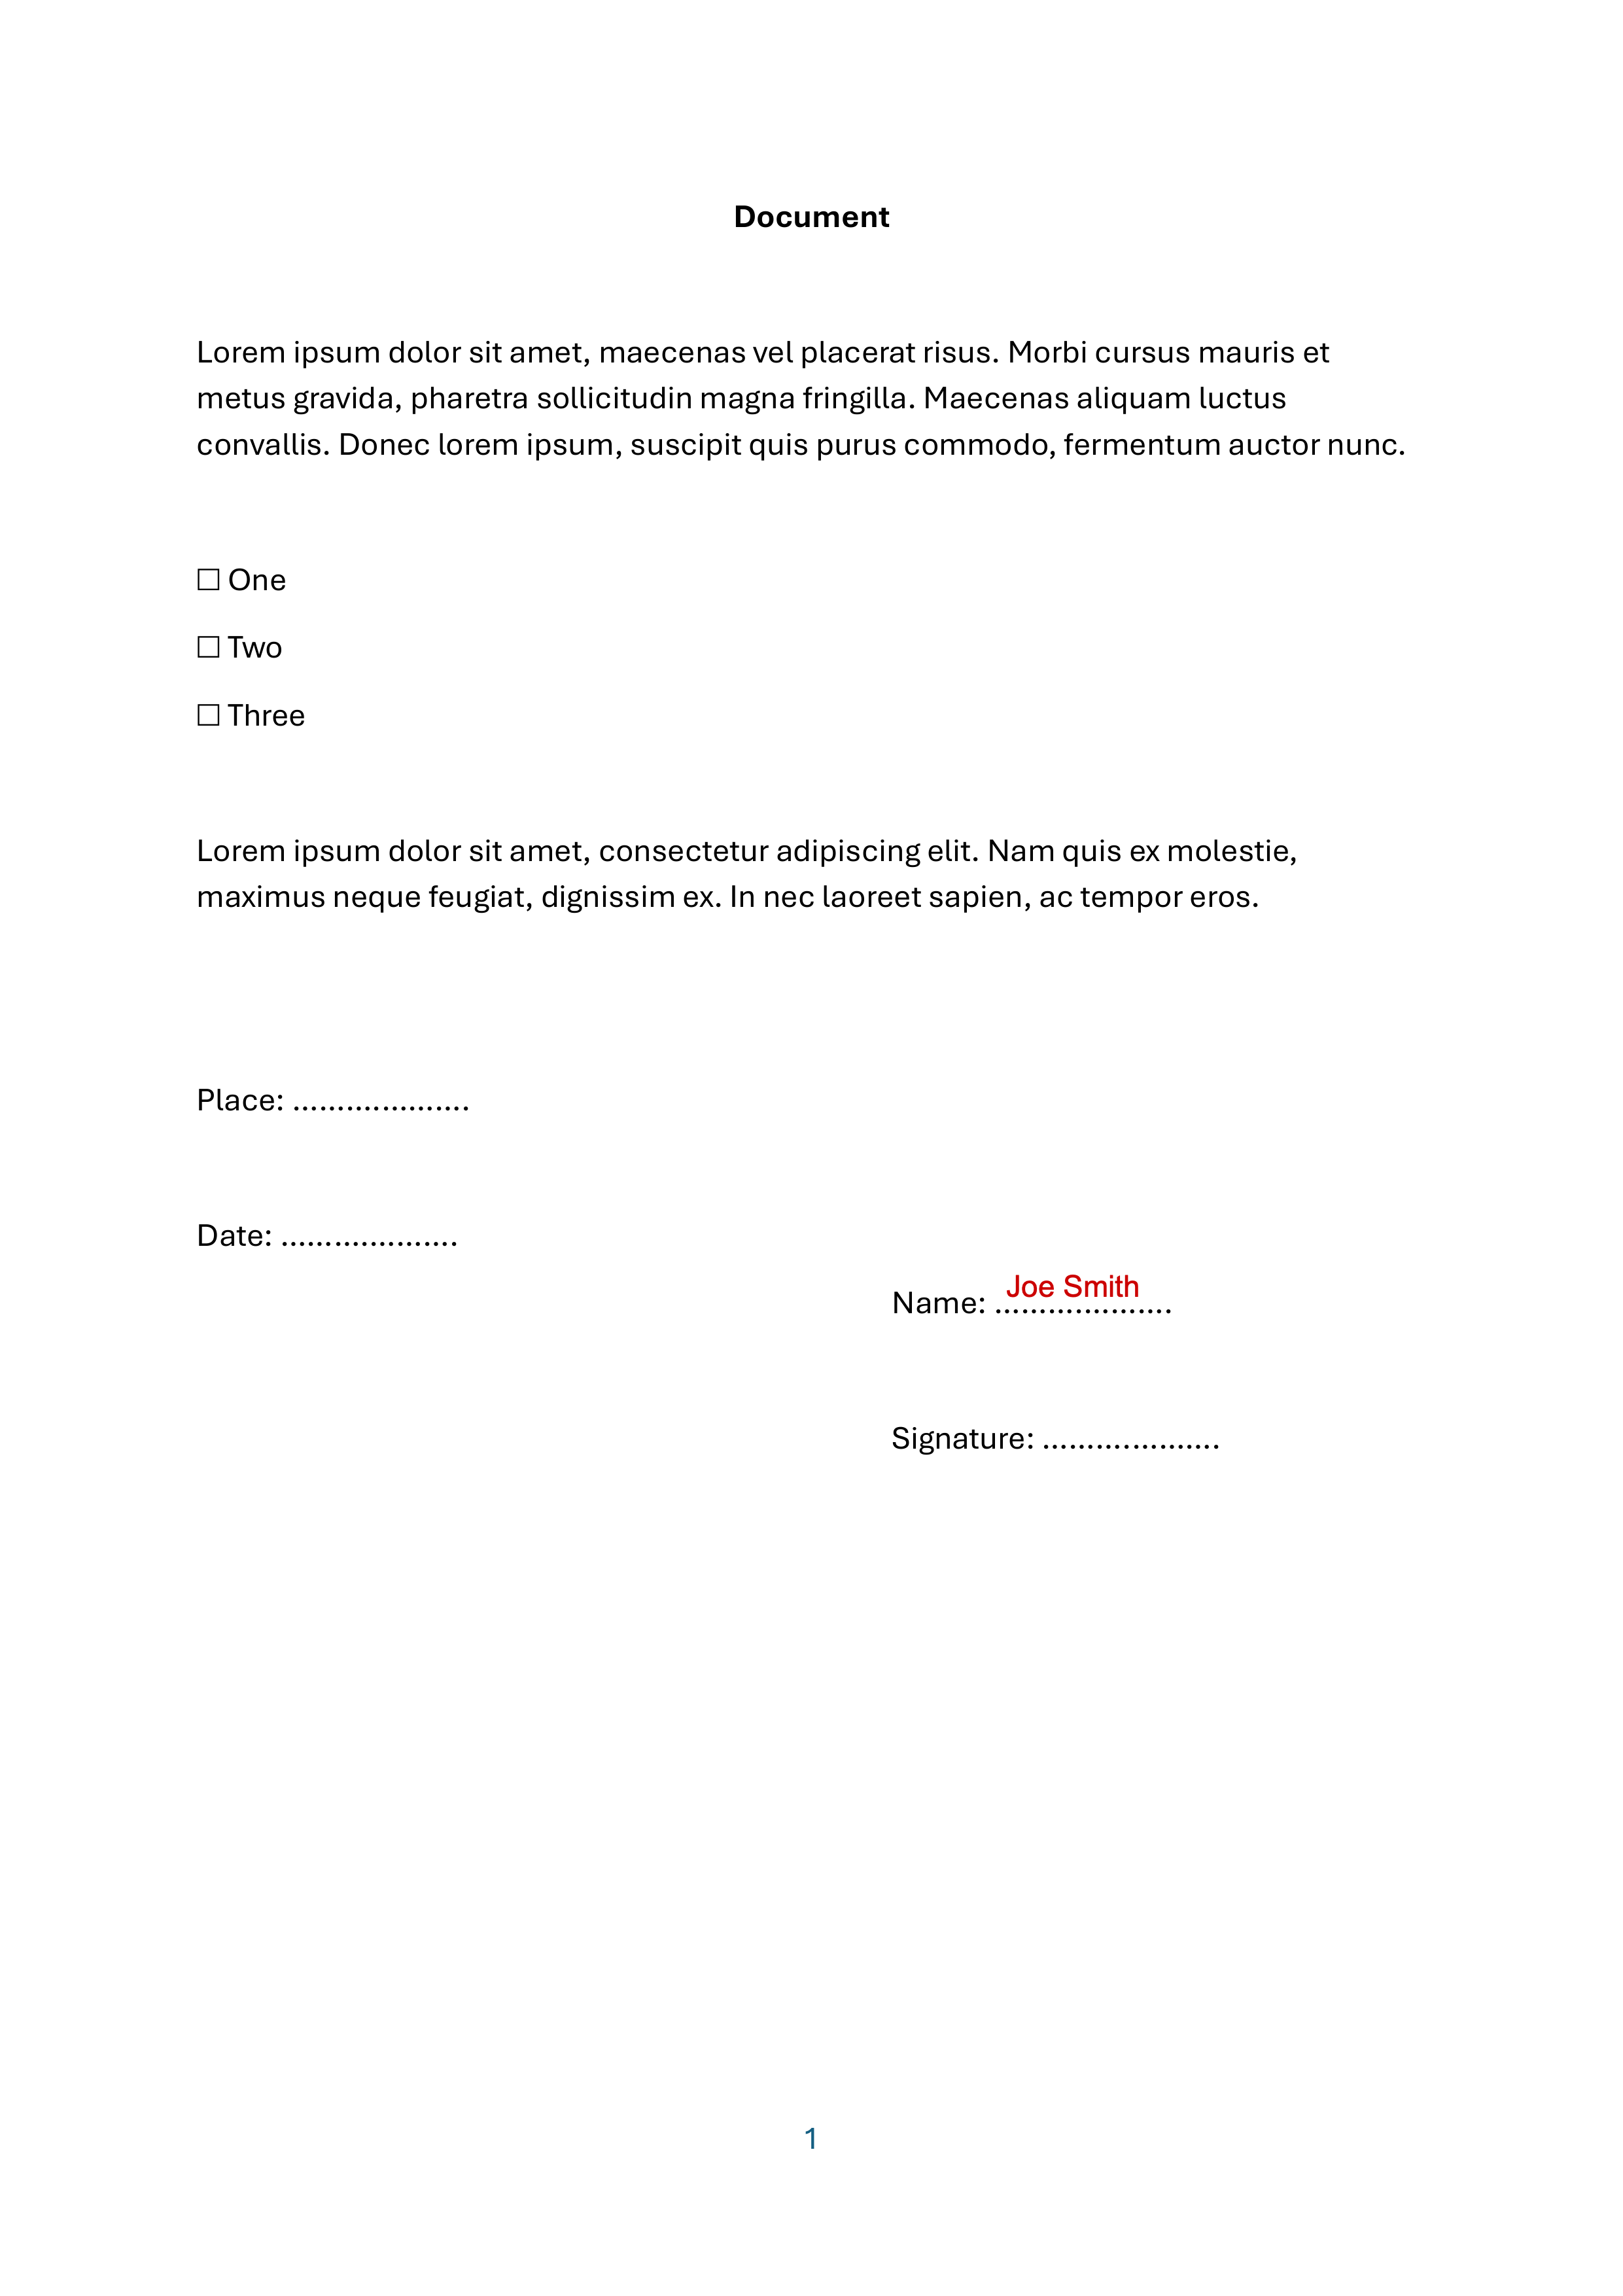 Document
Lorem ipsum dolor sit amet, maecenas vel placerat risus. Morbi cursus mauris et
metus gravida, pharetra sollicitudin magna fringilla. Maecenas aliquam luctus
convallis. Donec lorem ipsum, suscipit quis purus commodo, fermentum auctor nunc.
☐ One
☐ Two
☐ Three
Lorem ipsum dolor sit amet, consectetur adipiscing elit. Nam quis ex molestie,
maximus neque feugiat, dignissim ex. In nec laoreet sapien, ac tempor eros.
Place: ....................
Date: ....................
Name: Joe Smith ....................
Signature: ....................
1